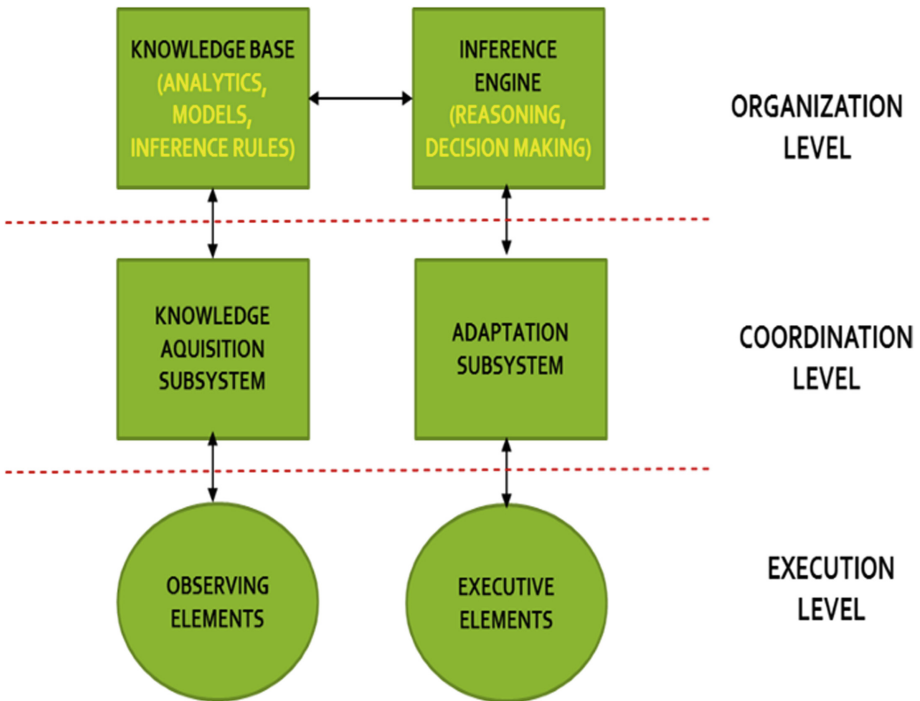 KNOWLEDGE BASE
(ANALYTICS,
MODELS,
INFERENCE RULES)
INFERENCE
ENGINE
(REASONING,
DECISION MAKING)
ORGANIZATION
LEVEL
KNOWLEDGE
AQUISITION
SUBSYSTEM
ADAPTATION
SUBSYSTEM
COORDINATION
LEVEL
OBSERVING
ELEMENTS
EXECUTIVE
ELEMENTS
EXECUTION
LEVEL